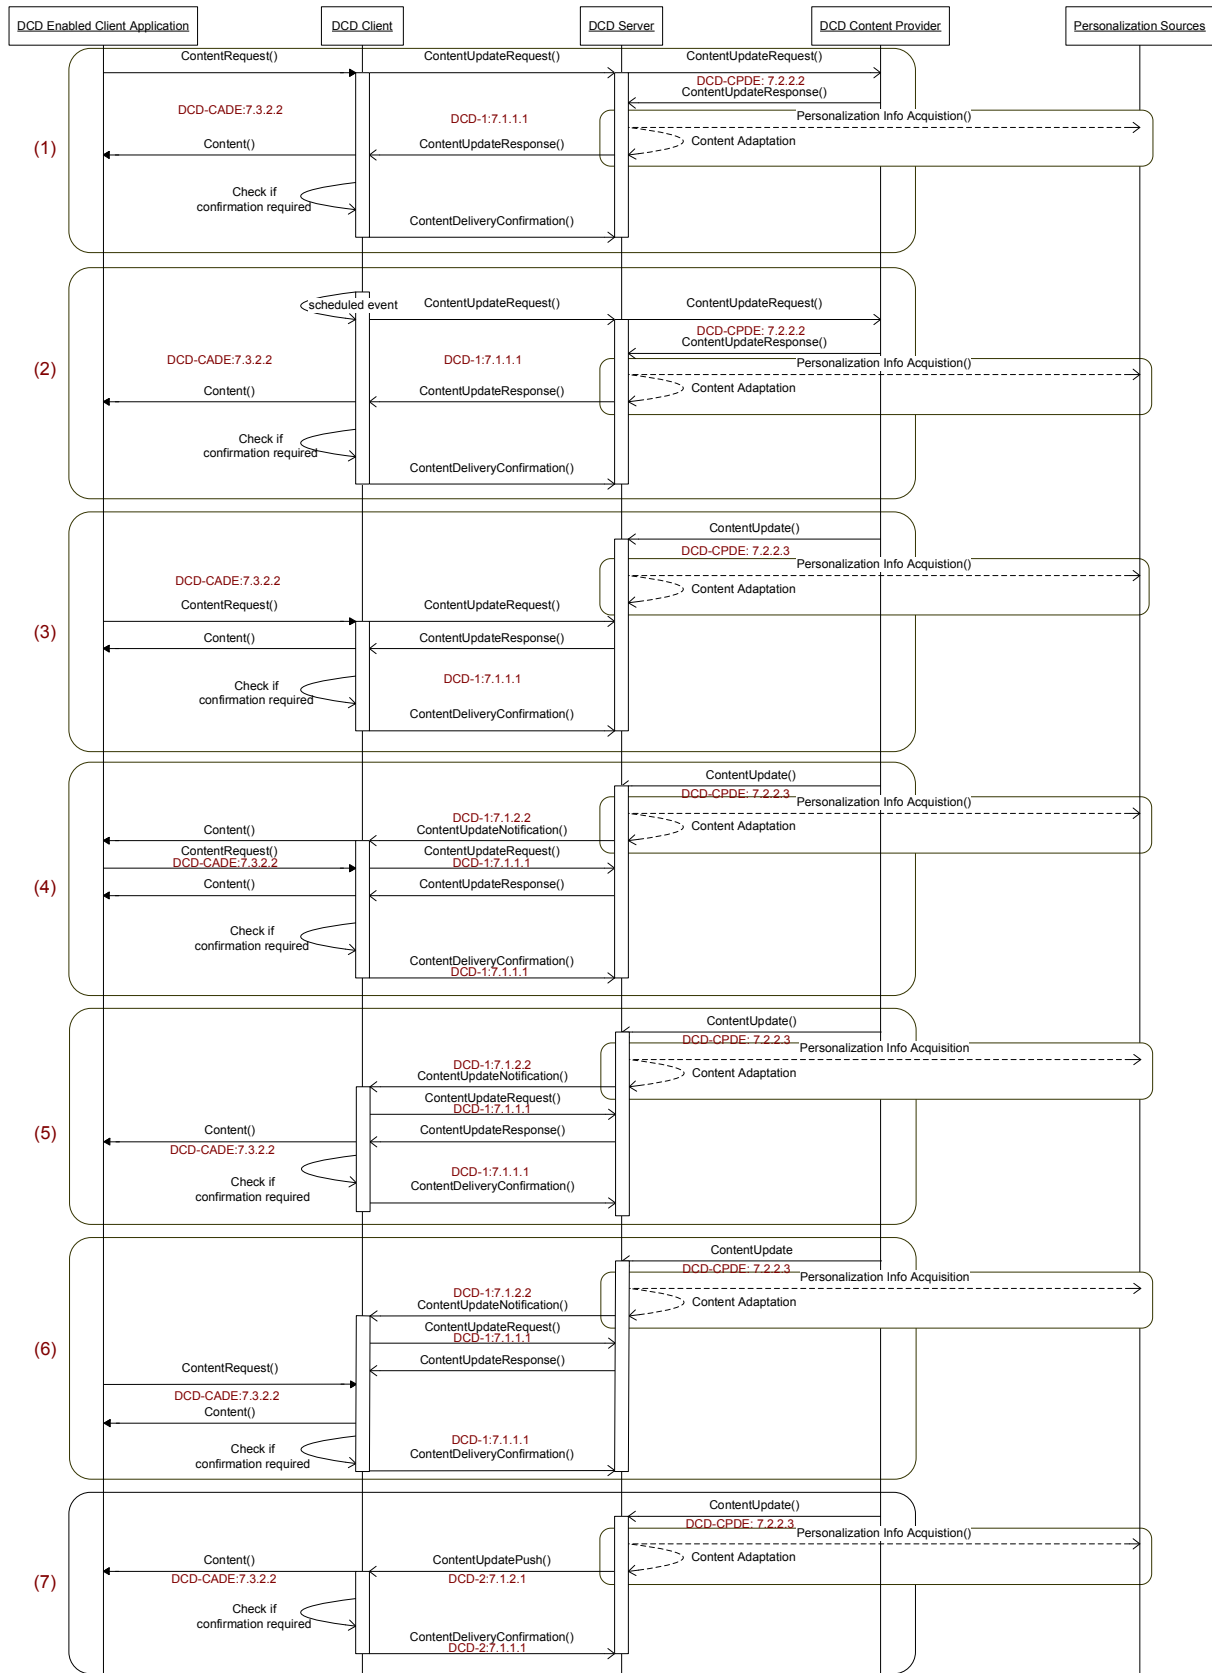 DCD Enabled Client Application
DCD Client
DCD Server
DCD Content Provider
Personalization Sources
(1)
ContentRequest()
ContentUpdateRequest()
ContentUpdateRequest()
DCD-CPDE: 7.2.2.2
ContentUpdateResponse()
DCD-CADE:7.3.2.2
DCD-1:7.1.1.1
Personalization Info Acquistion()
Content Adaptation
Content()
ContentUpdateResponse()
Check if
confirmation required
ContentDeliveryConfirmation()
(2)
scheduled event
ContentUpdateRequest()
ContentUpdateRequest()
DCD-CPDE: 7.2.2.2
ContentUpdateResponse()
DCD-CADE:7.3.2.2
DCD-1:7.1.1.1
Personalization Info Acquistion()
Content Adaptation
Content()
ContentUpdateResponse()
Check if
confirmation required
ContentDeliveryConfirmation()
(3)
ContentUpdate()
DCD-CPDE: 7.2.2.3
Personalization Info Acquistion()
DCD-CADE:7.3.2.2
Content Adaptation
ContentRequest()
ContentUpdateRequest()
Content()
ContentUpdateResponse()
DCD-1:7.1.1.1
Check if
confirmation required
ContentDeliveryConfirmation()
(4)
ContentUpdate()
DCD-CPDE: 7.2.2.3
Personalization Info Acquistion()
DCD-1:7.1.2.2
Content Adaptation
Content()
ContentUpdateNotification()
ContentRequest()
ContentUpdateRequest()
DCD-CADE:7.3.2.2
DCD-1:7.1.1.1
Content()
ContentUpdateResponse()
Check if
confirmation required
ContentDeliveryConfirmation()
DCD-1:7.1.1.1
(5)
ContentUpdate()
DCD-CPDE: 7.2.2.3
Personalization Info Acquisition
DCD-1:7.1.2.2
Content Adaptation
ContentUpdateNotification()
ContentUpdateRequest()
DCD-1:7.1.1.1
Content()
ContentUpdateResponse()
DCD-CADE:7.3.2.2
DCD-1:7.1.1.1
Check if
confirmation required
ContentDeliveryConfirmation()
(6)
ContentUpdate
DCD-CPDE: 7.2.2.3
Personalization Info Acquisition
DCD-1:7.1.2.2
Content Adaptation
ContentUpdateNotification()
ContentUpdateRequest()
DCD-1:7.1.1.1
ContentUpdateResponse()
ContentRequest()
DCD-CADE:7.3.2.2
Content()
DCD-1:7.1.1.1
Check if
confirmation required
ContentDeliveryConfirmation()
(7)
ContentUpdate()
DCD-CPDE: 7.2.2.3
Personalization Info Acquistion()
Content Adaptation
Content()
ContentUpdatePush()
DCD-CADE:7.3.2.2
DCD-2:7.1.2.1
Check if
confirmation required
ContentDeliveryConfirmation()
DCD-2:7.1.1.1